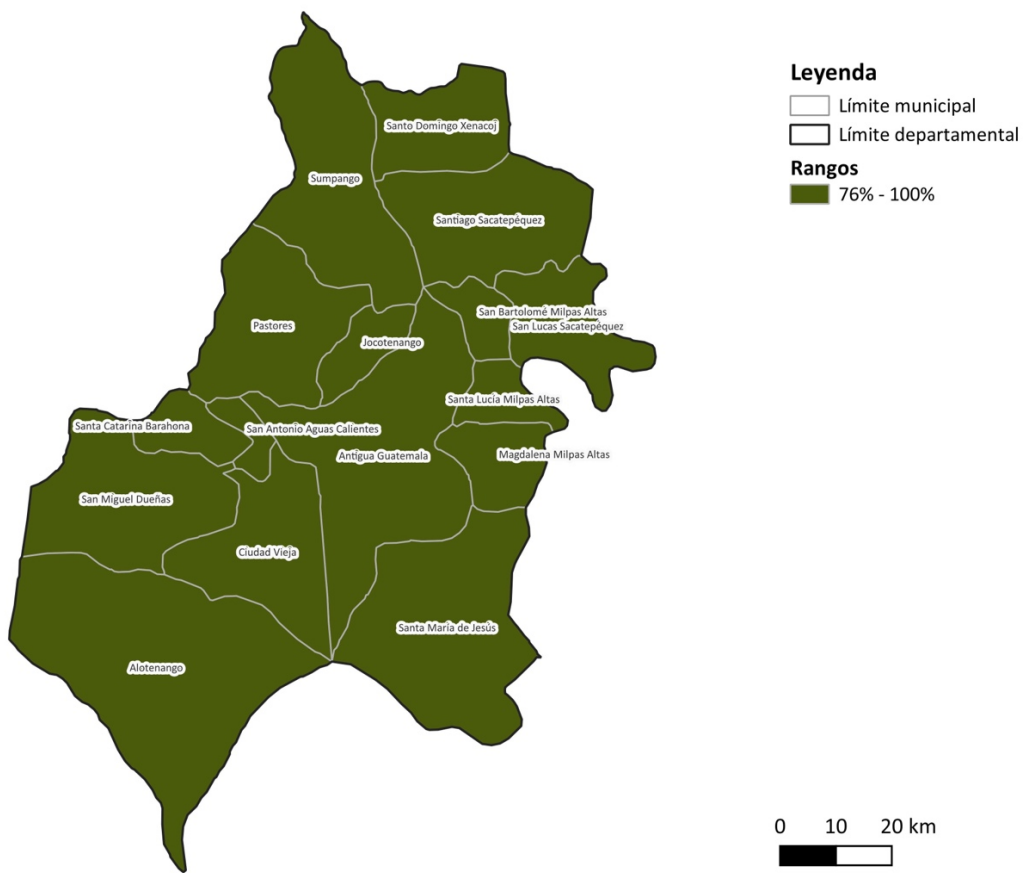 Leyenda
Límite municipal
Límite departamental
Rangos
76% - 100%
Santo Domingo Xenacoj
Sumpango
Santiago Sacatepéquez
San Bartolomé Milpas Altas
San Lucas Sacatepéquez
Pastores
Jocotenango
Santa Lucía Milpas Altas
Santa Catarina Barahona
San Antonio Aguas Calientes
Antigua Guatemala
Magdalena Milpas Altas
San Miguel Dueñas
Ciudad Vieja
Santa María de Jesús
Alotenango
0 10 20 km